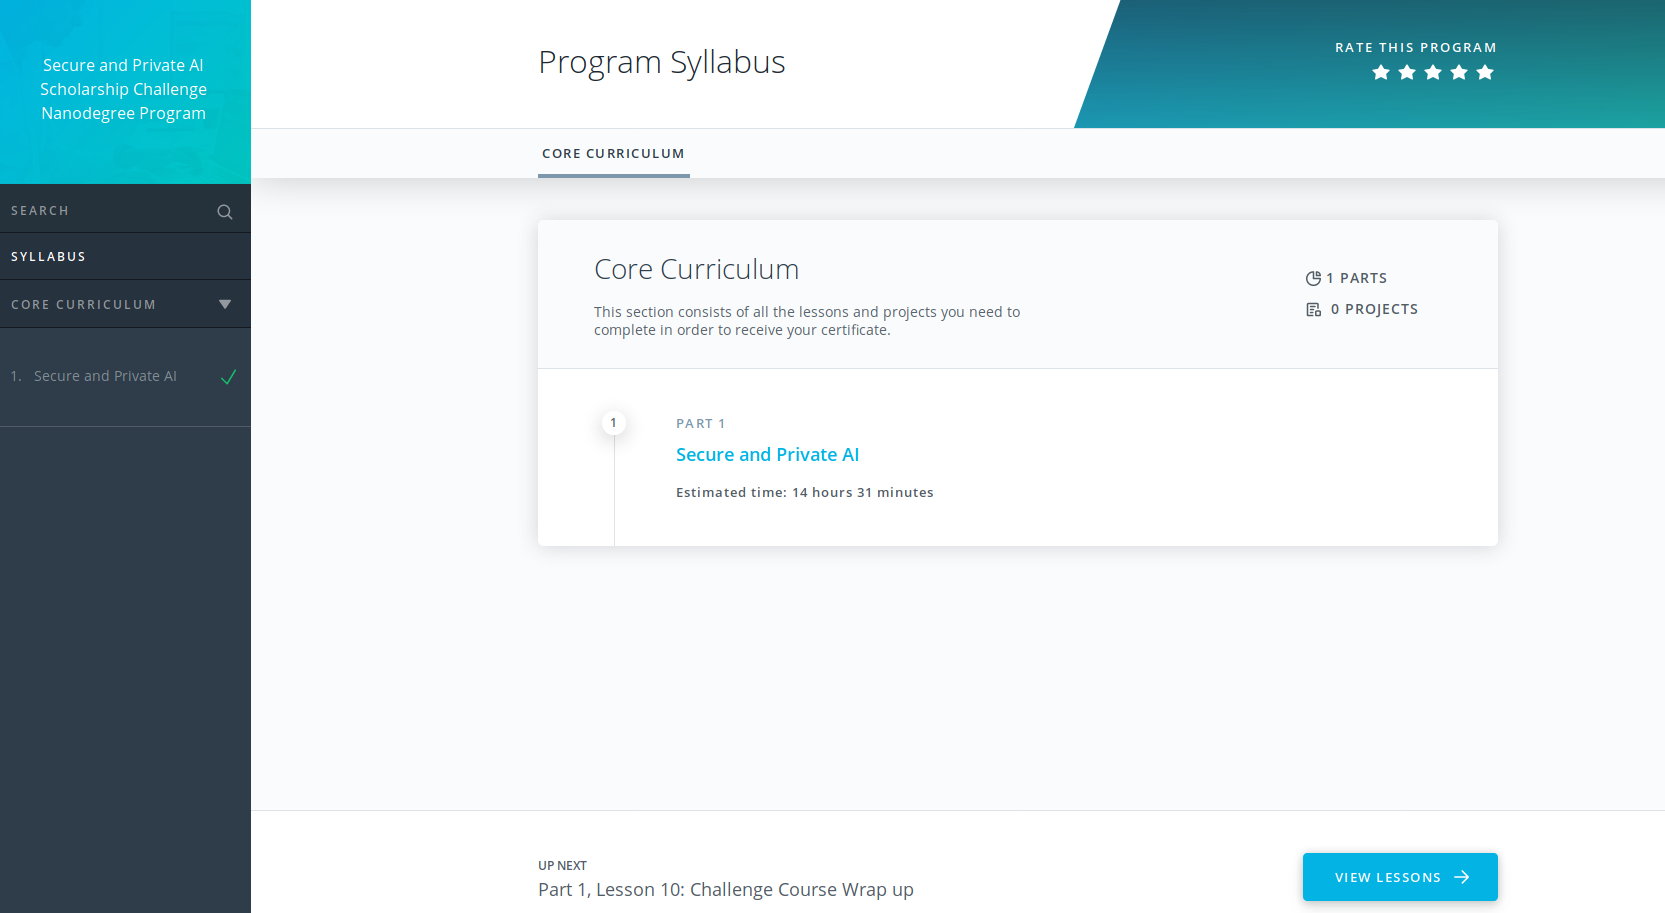 Secure and Private AI
Scholarship Challenge
Nanodegree Program
SEARCH
SYLLABUS
CORE CURRICULUM
1. Secure and Private AI
Program Syllabus
RATE THIS PROGRAM
CORE CURRICULUM
Core Curriculum
This section consists of all the lessons and projects you need to
complete in order to receive your certificate.
1 PARTS
0 PROJECTS
1
PART 1
Secure and Private AI
Estimated time: 14 hours 31 minutes
UP NEXT
Part 1, Lesson 10: Challenge Course Wrap up
VIEW LESSONS